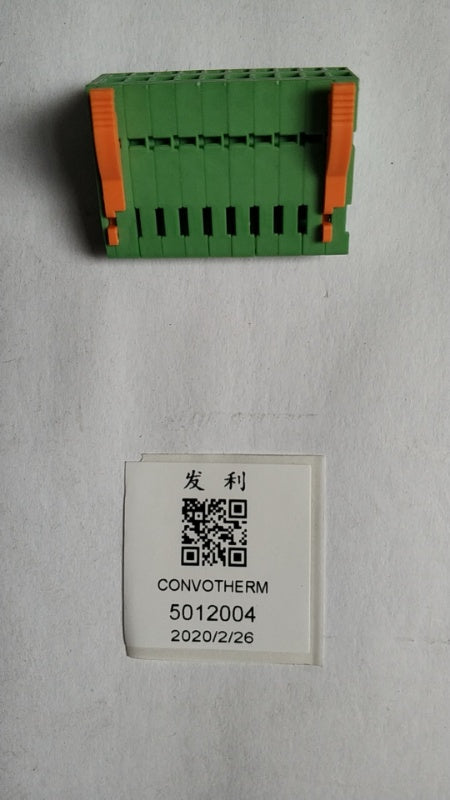 发 利
CONVOTHERM
5012004
2020/2/26